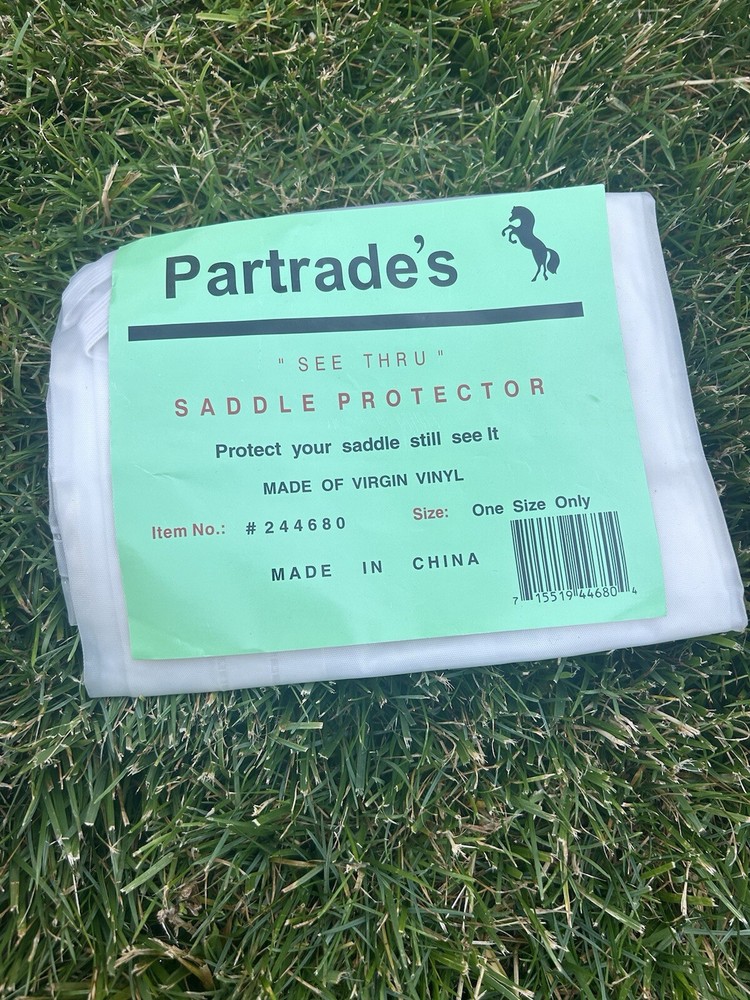 Partrade's
" SEE THRU "
SADDLE PROTECTOR
Protect your saddle still see It
MADE OF VIRGIN VINYL
Item No.: # 244680 Size: One Size Only
MADE IN CHINA
7 15519 44680 4